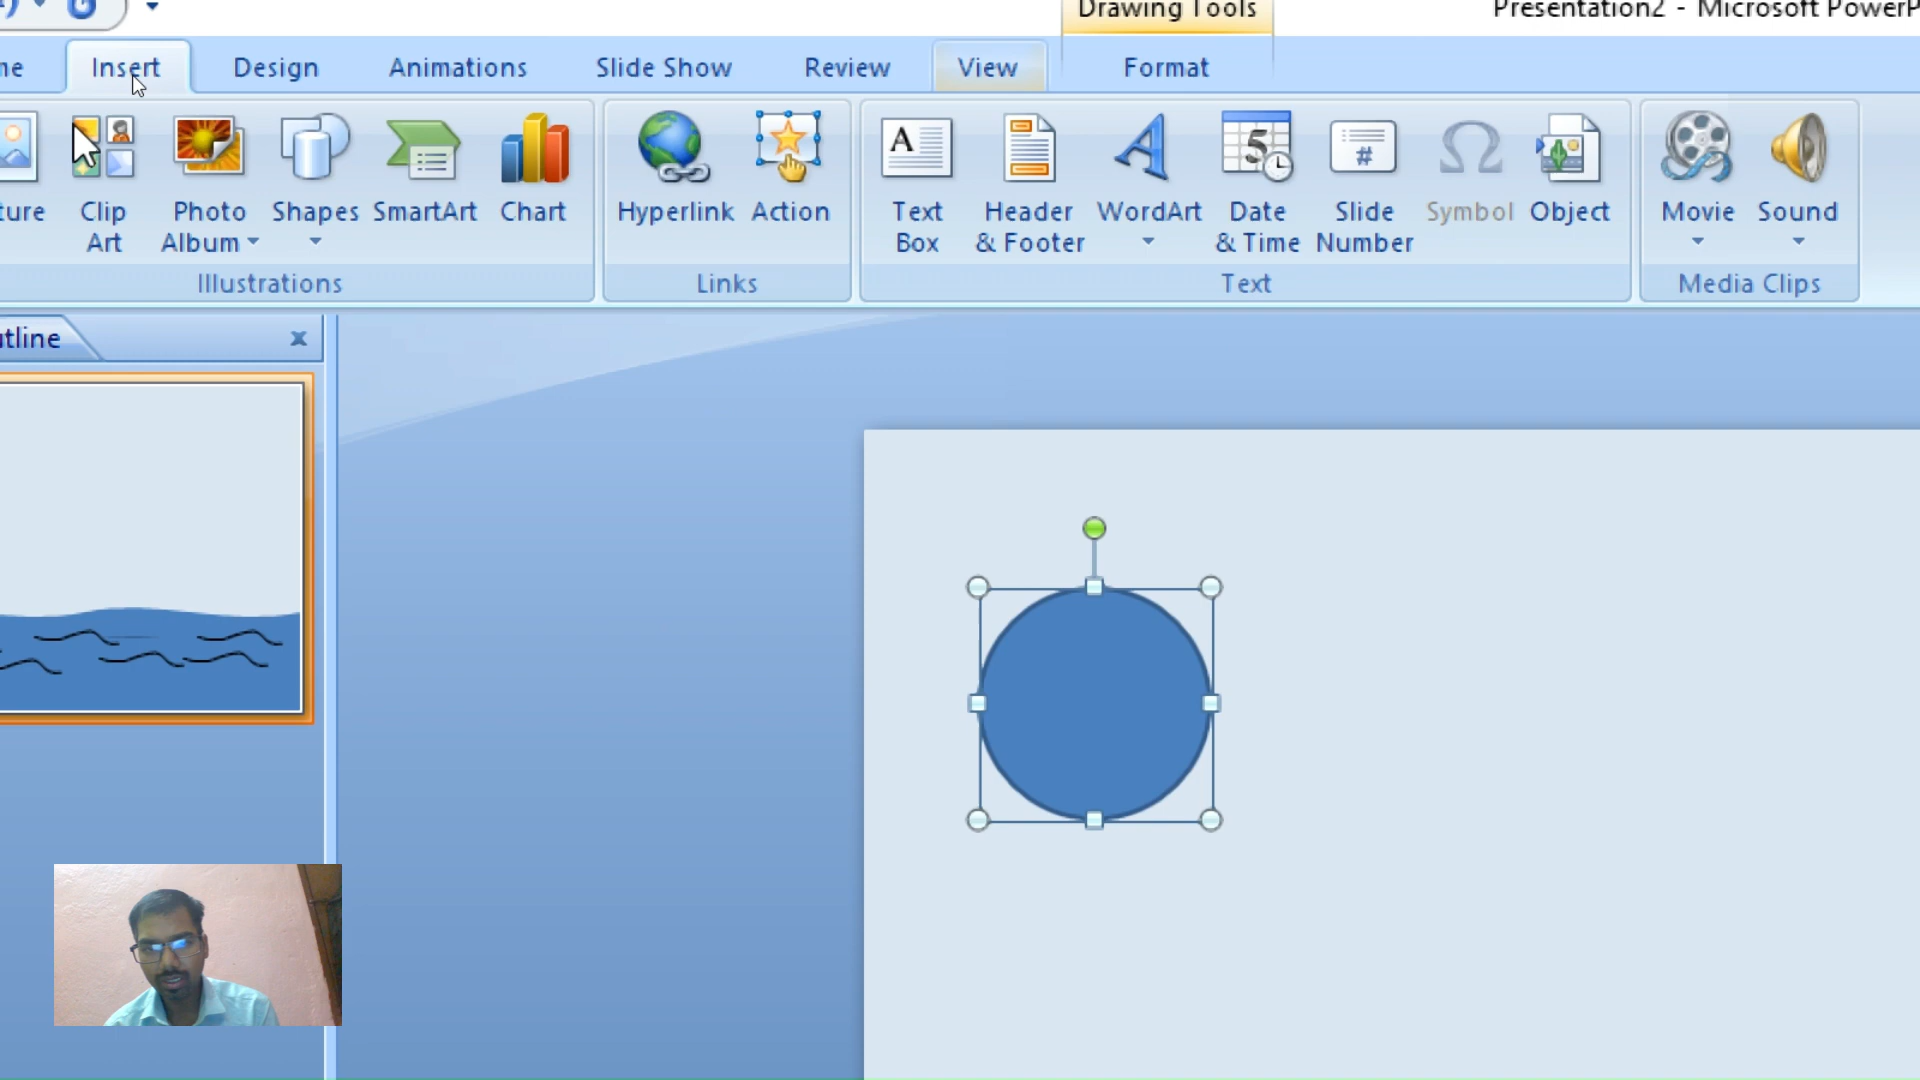 Drawing Tools
Presentation2 - Microsoft PowerP
me
Insert
Design
Animations
Slide Show
Review
View
Format
ture
Clip
Art
Photo
Album
Shapes
SmartArt
Chart
Hyperlink
Action
Text
Box
Header
& Footer
WordArt
Date
& Time
Slide
Number
Symbol
Object
Movie
Sound
Illustrations
Links
Text
Media Clips
utline